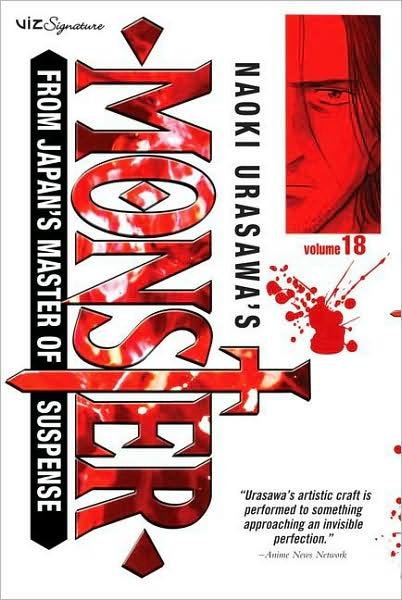 VIZ Signature
NAOKI URASAWA'S
MONSTER
FROM JAPAN'S MASTER OF SUSPENSE
volume 18
"Urasawa's artistic craft is
performed to something
approaching an invisible
perfection."
–Anime News Network